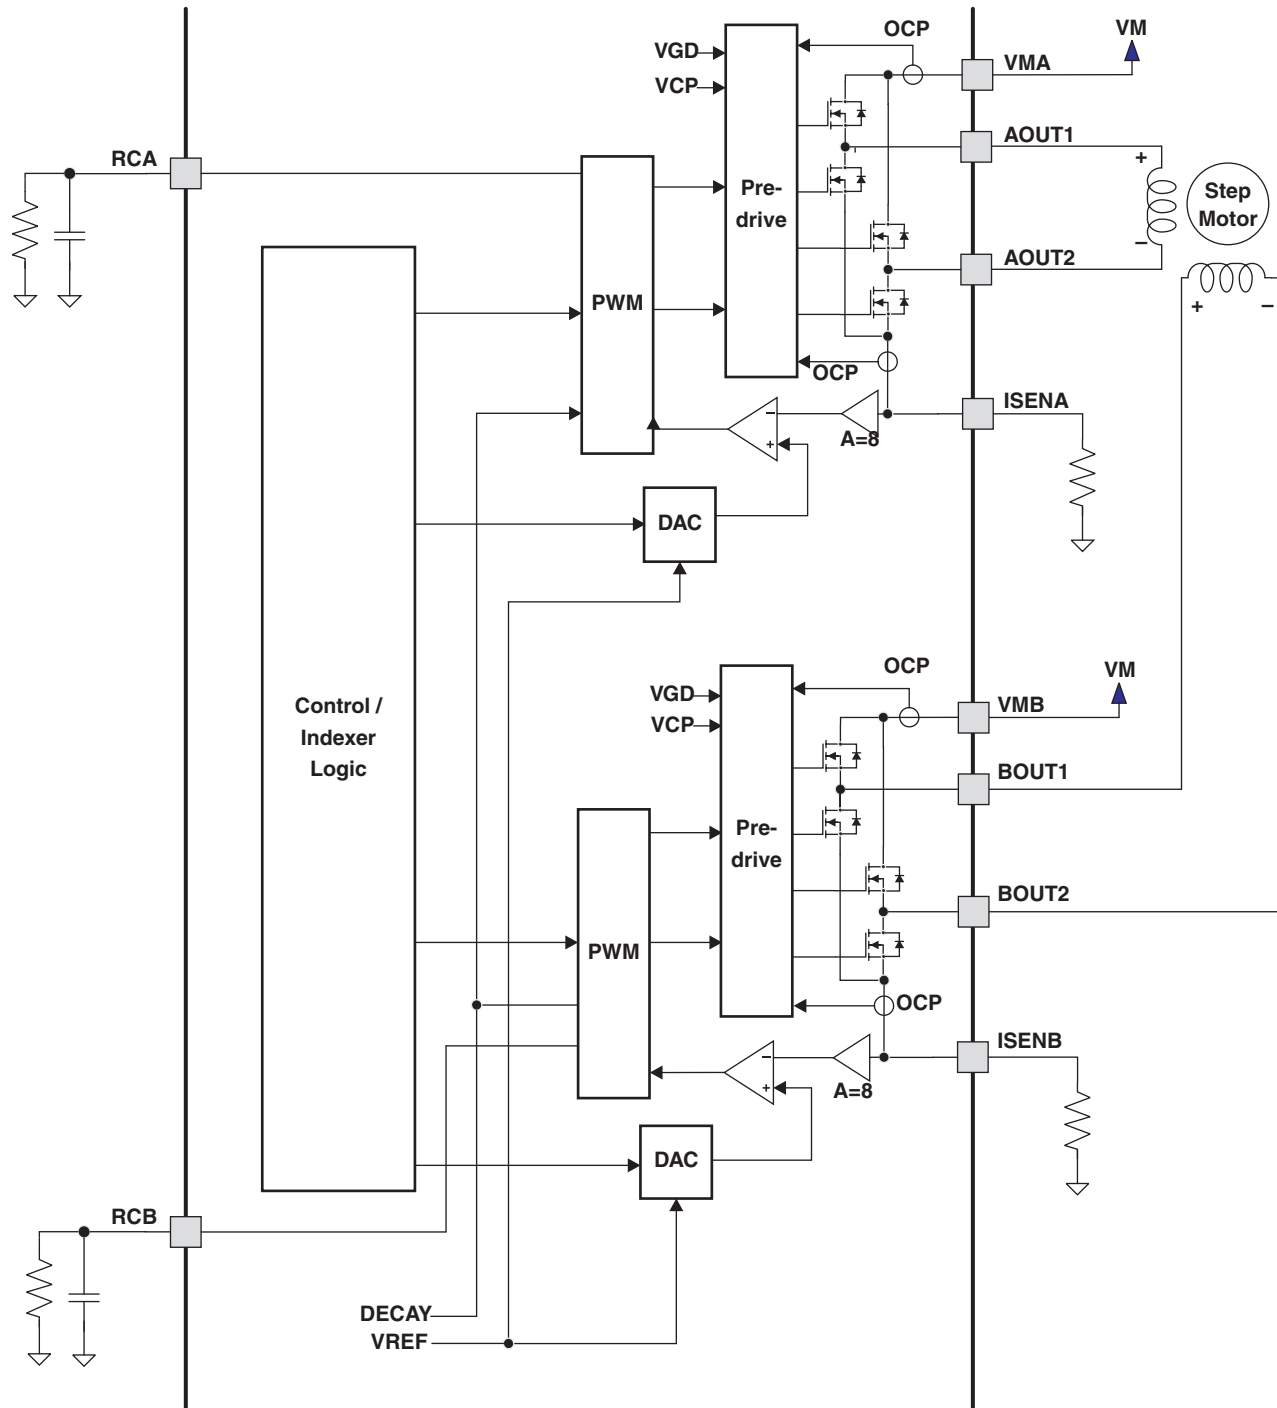 OCP
VM
VGD
VMA
VCP
AOUT1
RCA
+
Pre-
drive
Step
Motor
–
AOUT2
PWM
+ –
OCP
ISENA
–
A=8
+
DAC
OCP
VM
VGD
VMB
VCP
Control /
Indexer
Logic
BOUT1
Pre-
drive
BOUT2
PWM
OCP
ISENB
–
A=8
+
DAC
RCB
DECAY
VREF